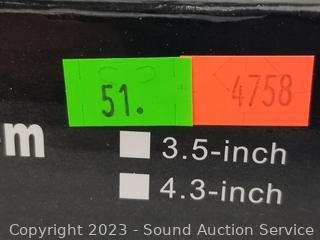 51.
4758
m
3.5-inch
4.3-inch
Copyright 2023 - Sound Auction Service